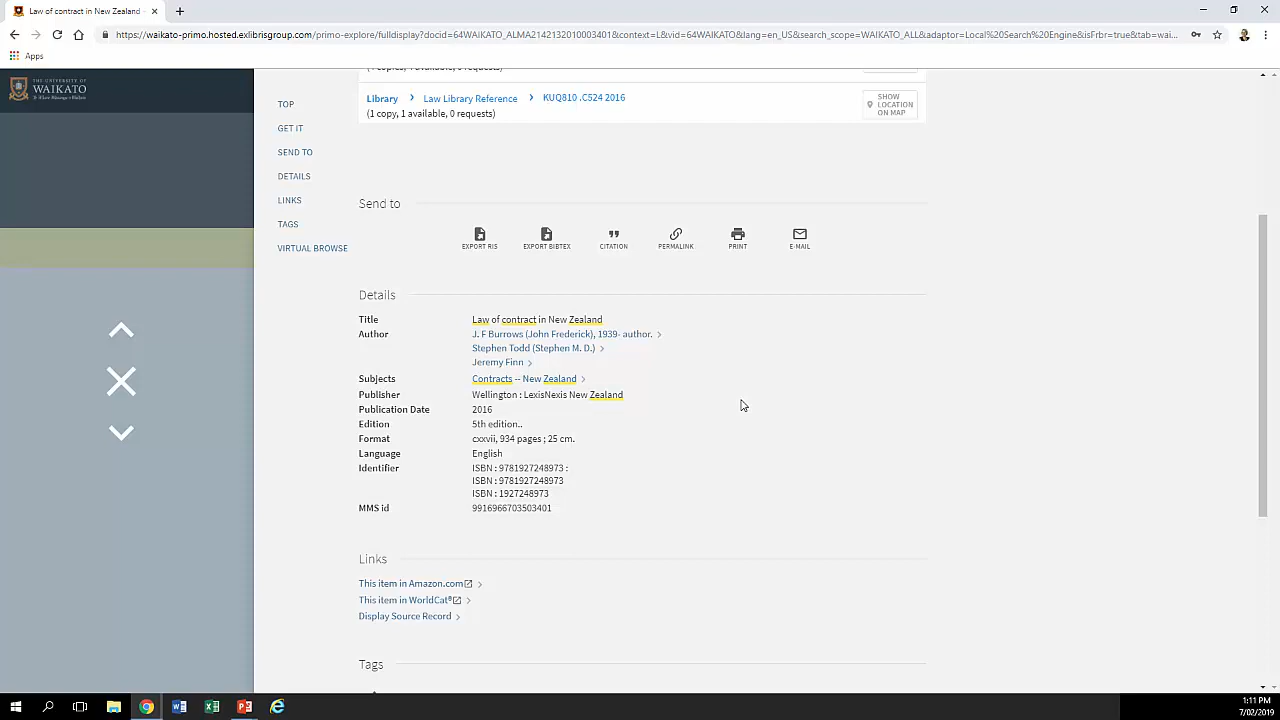 Law of contract in New Zealand -
https://waikato-primo.hosted.exlibrisgroup.com/primo-explore/fulldisplay?docid=64WAIKATO_ALMA2142132010003401&context=L&vid=64WAIKATO&lang=en_US&search_scope=WAIKATO_ALL&adaptor=Local%20Search%20Engine&isFrbr=true&tab=wai...
Apps
THE UNIVERSITY OF
WAIKATO
TOP
GET IT
SEND TO
DETAILS
LINKS
TAGS
VIRTUAL BROWSE
Library > Law Library Reference > KUQ810 .C524 2016
(1 copy, 1 available, 0 requests)
SHOW
LOCATION
ON MAP
Send to
EXPORT RIS
EXPORT BIBTEX
CITATION
PERMALINK
PRINT
E-MAIL
Details
Title Law of contract in New Zealand
Author J. F Burrows (John Frederick), 1939- author. >
Stephen Todd (Stephen M. D.) >
Jeremy Finn >
Subjects Contracts -- New Zealand >
Publisher Wellington : LexisNexis New Zealand
Publication Date 2016
Edition 5th edition..
Format cxxvii, 934 pages ; 25 cm.
Language English
Identifier ISBN : 9781927248973 :
ISBN : 9781927248973
ISBN : 1927248973
MMS id 9916966703503401
Links
This item in Amazon.com >
This item in WorldCat® >
Display Source Record >
Tags
1:11 PM
7/02/2019